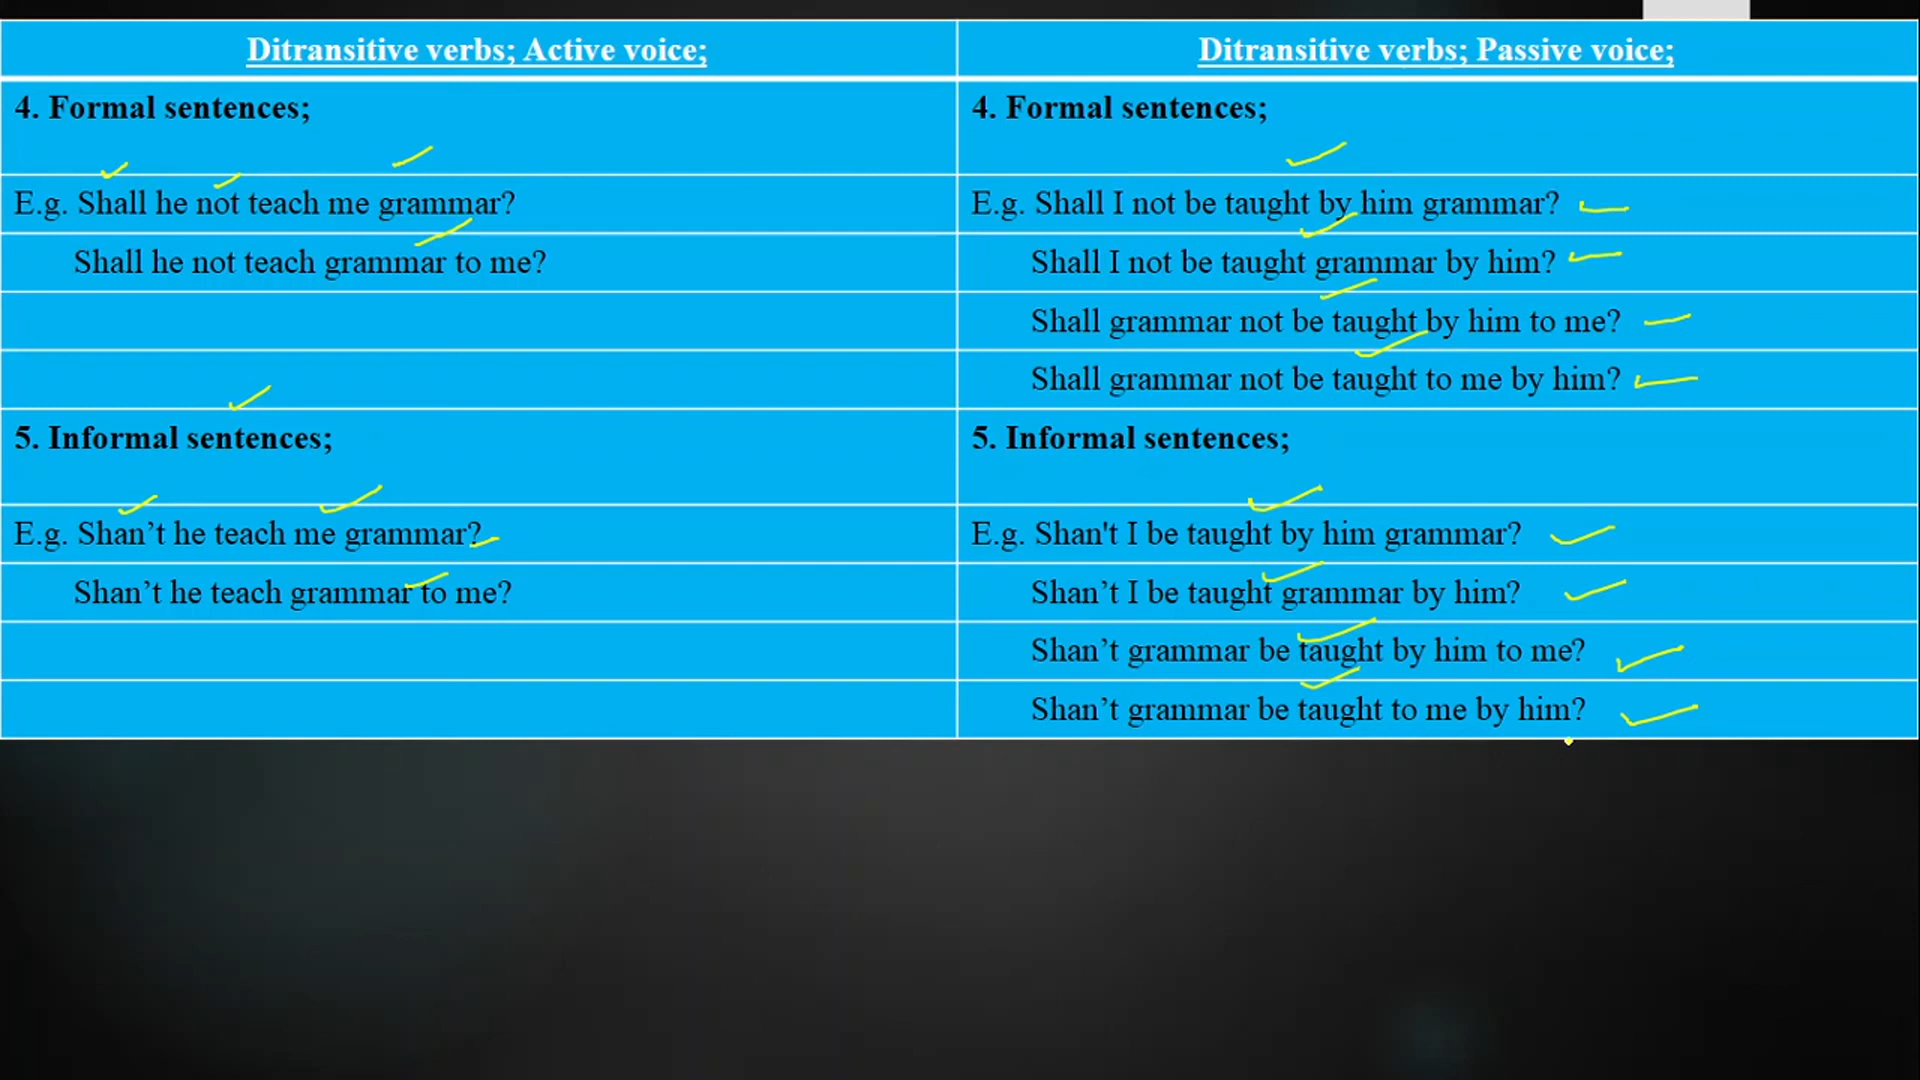 Ditransitive verbs; Active voice;
Ditransitive verbs; Passive voice;
4. Formal sentences;
4. Formal sentences;
E.g. Shall he not teach me grammar?
E.g. Shall I not be taught by him grammar?
Shall he not teach grammar to me?
Shall I not be taught grammar by him?
Shall grammar not be taught by him to me?
Shall grammar not be taught to me by him?
5. Informal sentences;
5. Informal sentences;
E.g. Shan’t he teach me grammar?
E.g. Shan't I be taught by him grammar?
Shan’t he teach grammar to me?
Shan’t I be taught grammar by him?
Shan’t grammar be taught by him to me?
Shan’t grammar be taught to me by him?